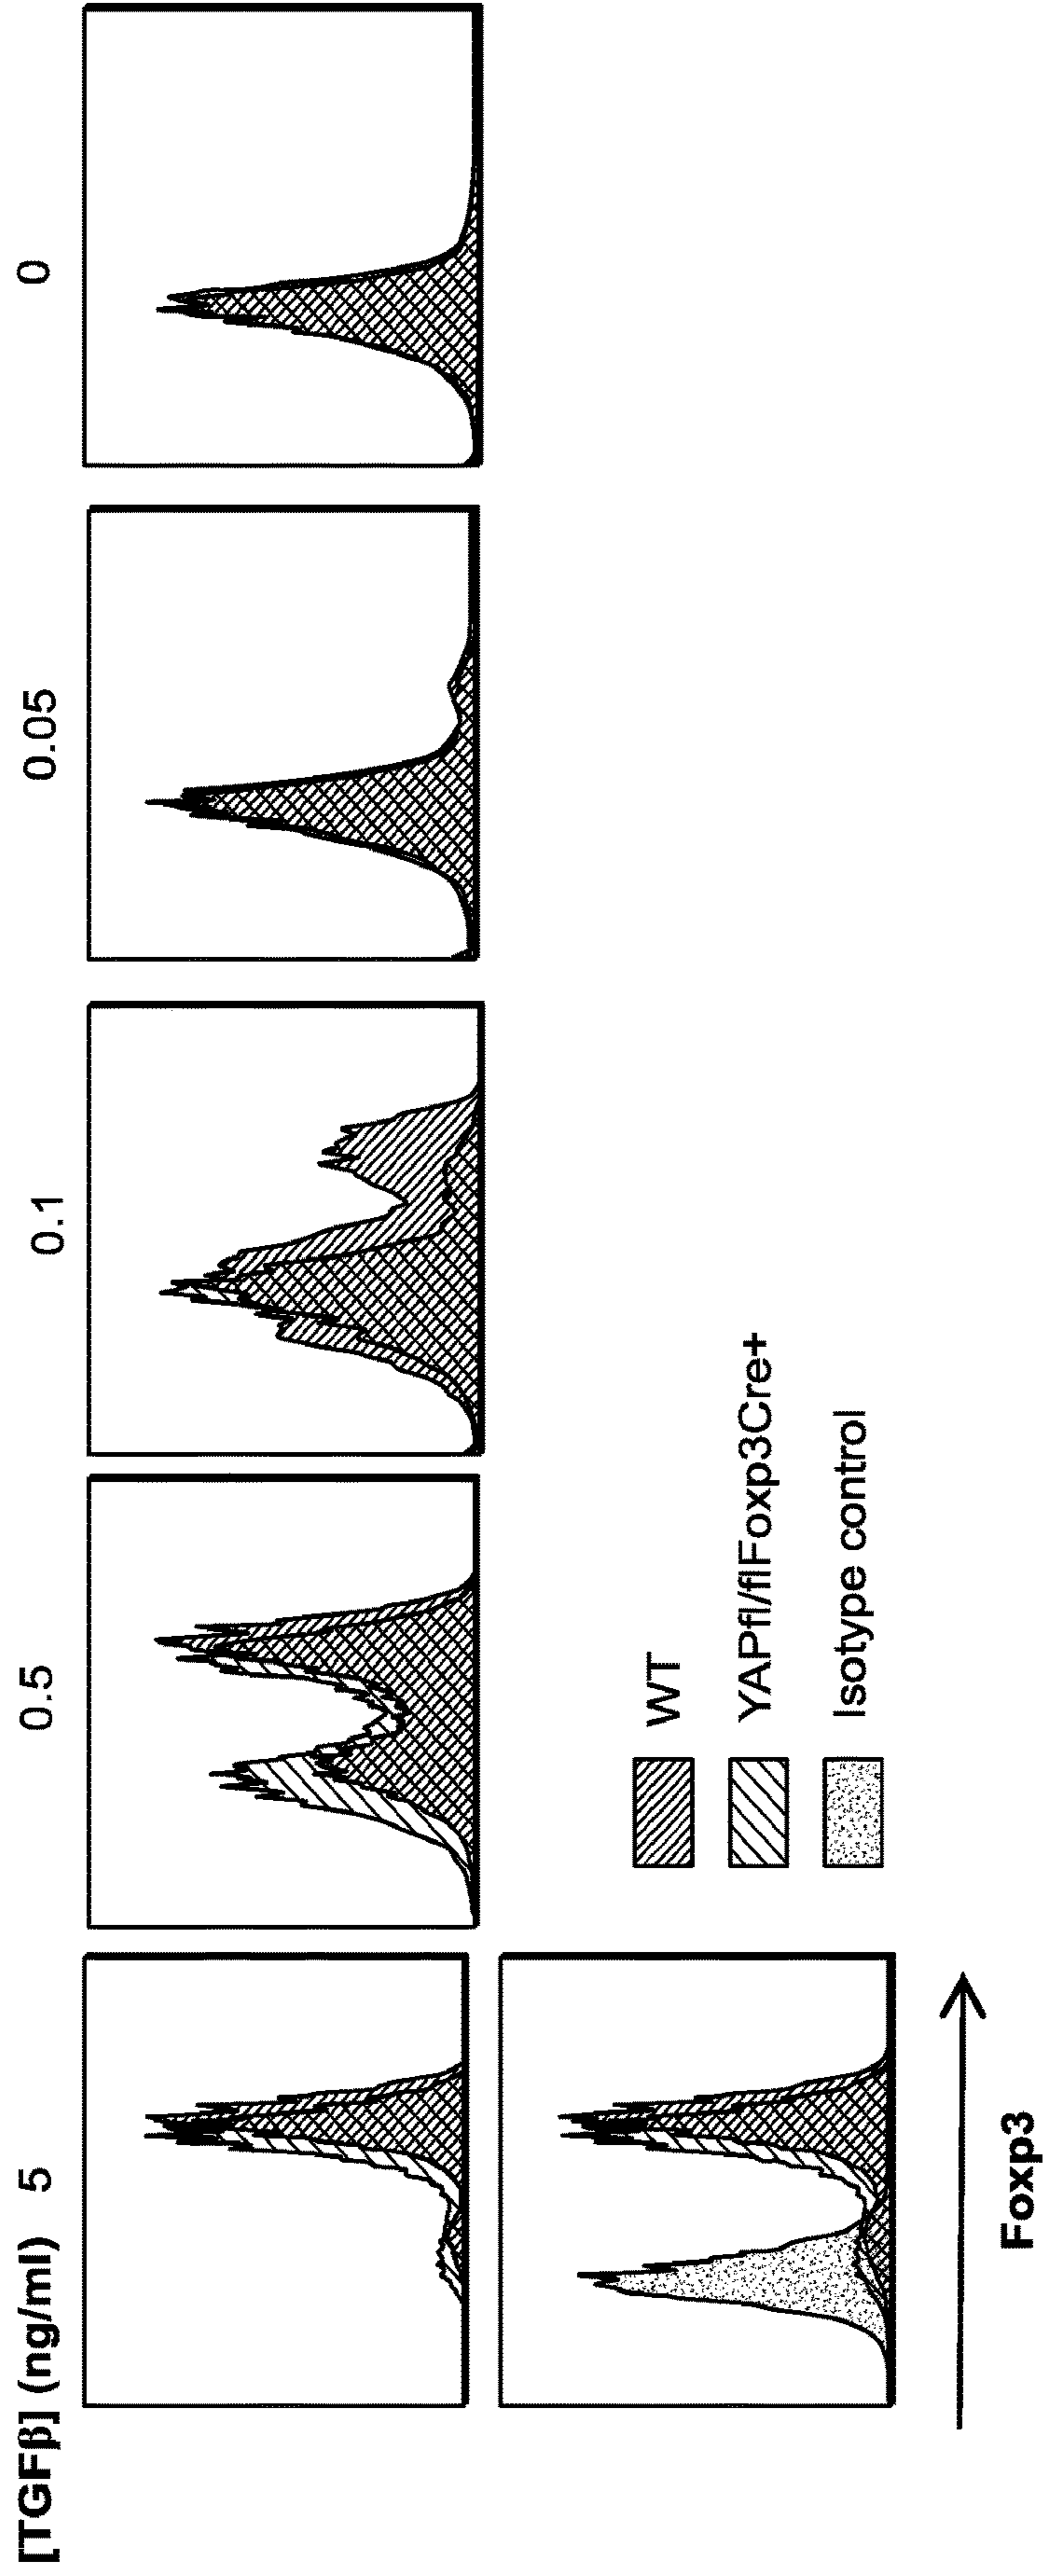 [TGFβ] (ng/ml) 5 0.5 0.1 0.05 0
WT
YAPfl/flFoxp3Cre+
Isotype control
Foxp3